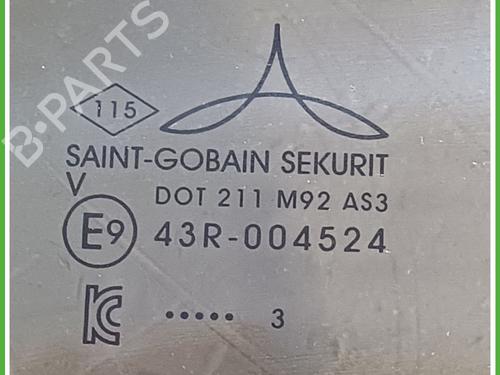 B-PARTS
115
SAINT-GOBAIN SEKURIT
V
DOT 211 M92 AS3
E9 43R-004524
KC ..... 3